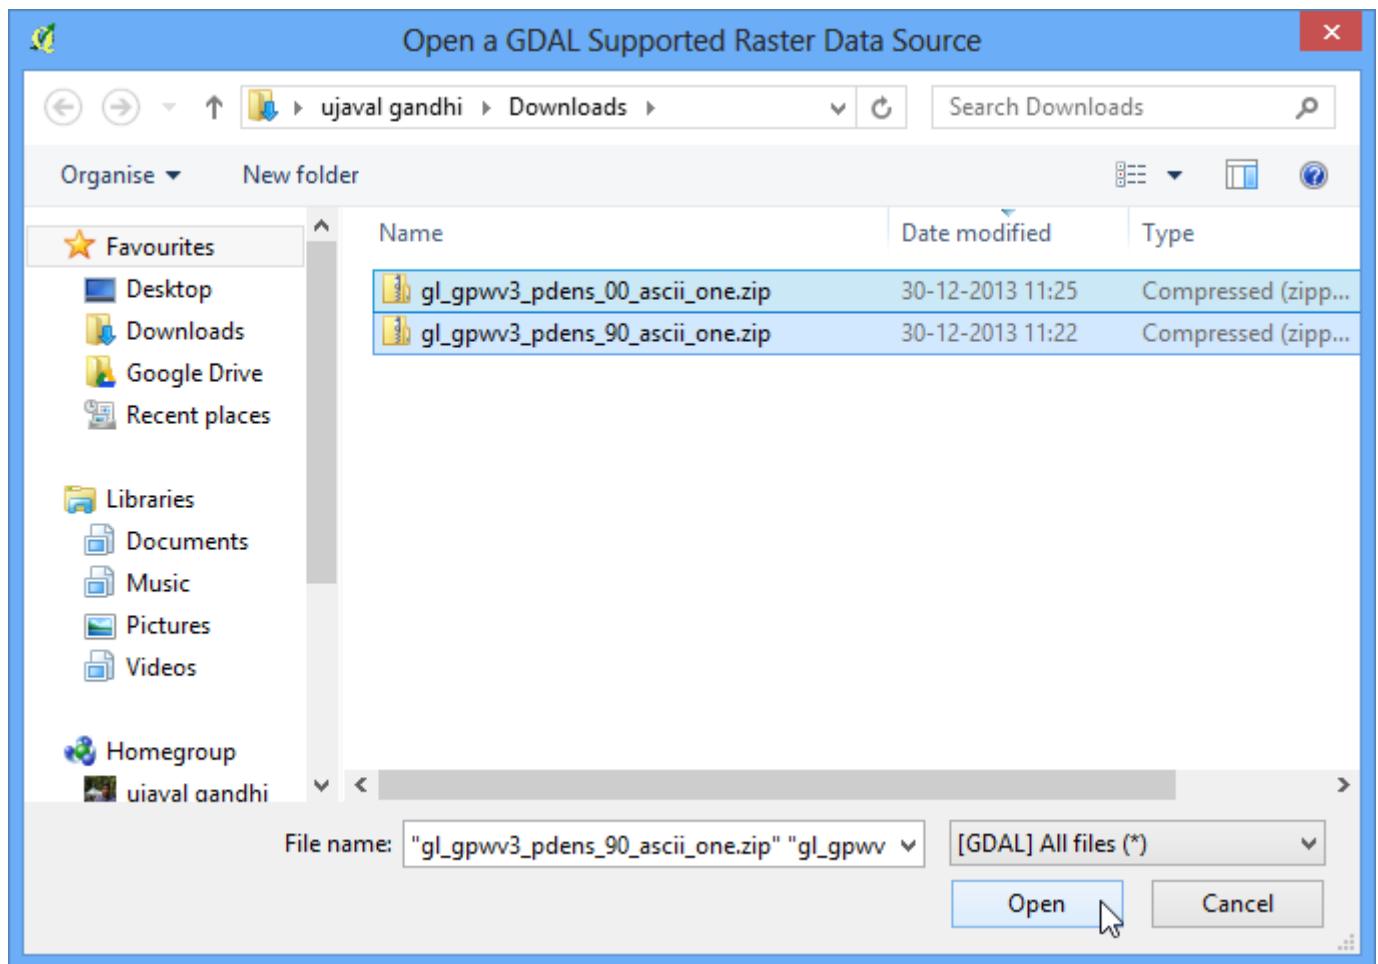 Open a GDAL Supported Raster Data Source
ujaval gandhi Downloads
Search Downloads
Organise New folder
Name Date modified Type
Favourites
Desktop
Downloads
Google Drive
Recent places
Libraries
Documents
Music
Pictures
Videos
Homegroup
ujaval gandhi
gl_gpwv3_pdens_00_ascii_one.zip 30-12-2013 11:25 Compressed (zipp...
gl_gpwv3_pdens_90_ascii_one.zip 30-12-2013 11:22 Compressed (zipp...
File name: "gl_gpwv3_pdens_90_ascii_one.zip" "gl_gpwv [GDAL] All files (*)
Open Cancel